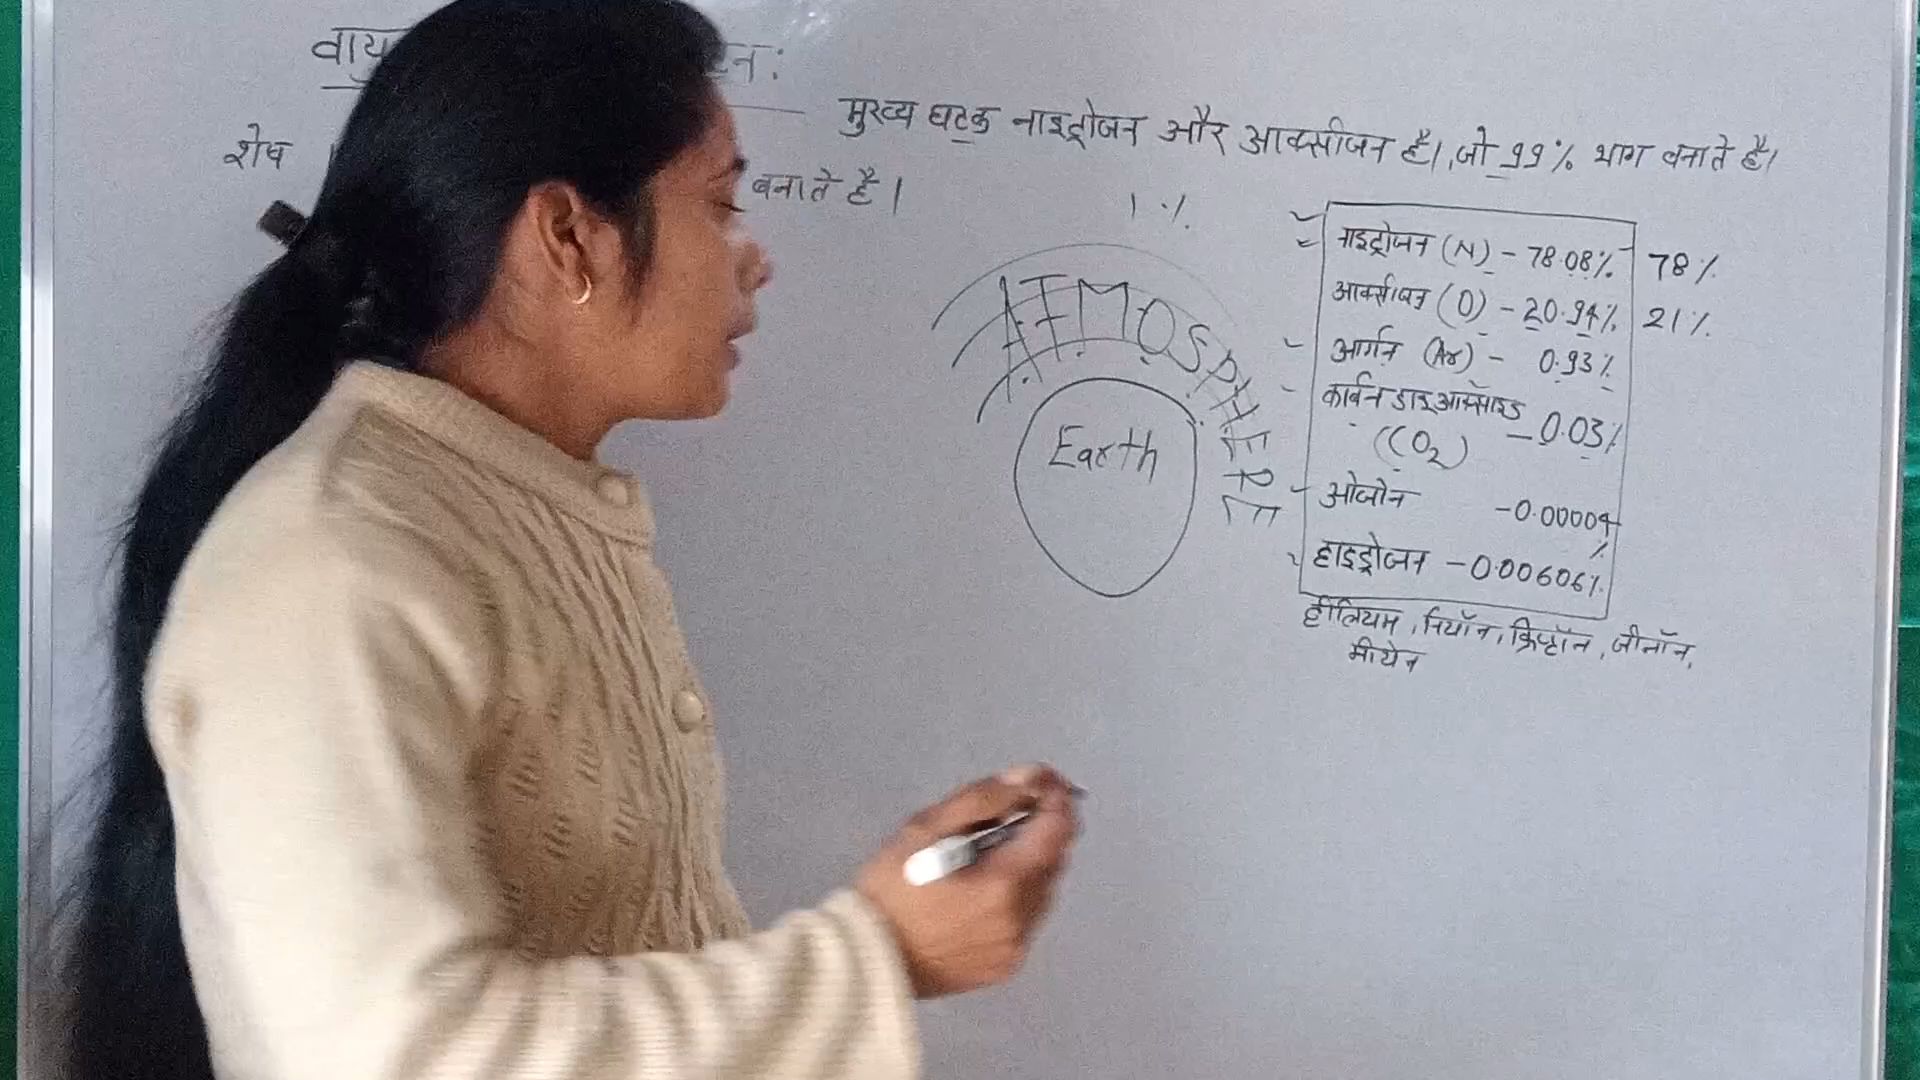 मुख्य घटक नाइट्रोजन और आक्सीजन है।, जो 99% भाग बनाते है।
शेष बनाते है।
1%
नाइट्रोजन (N) - 78.08% 78%
आक्सीजन (O) - 20.94% 21%
आर्गन (Ar) - 0.93%
कार्बन डाइआक्साइड - 0.03%
(CO2)
ओजोन -0.00004%
हाइड्रोजन -0.00606%
हीलियम, नियॉन, क्रिप्टॉन, जीनॉन,
मीथेन
ATMOSPHERE
Earth